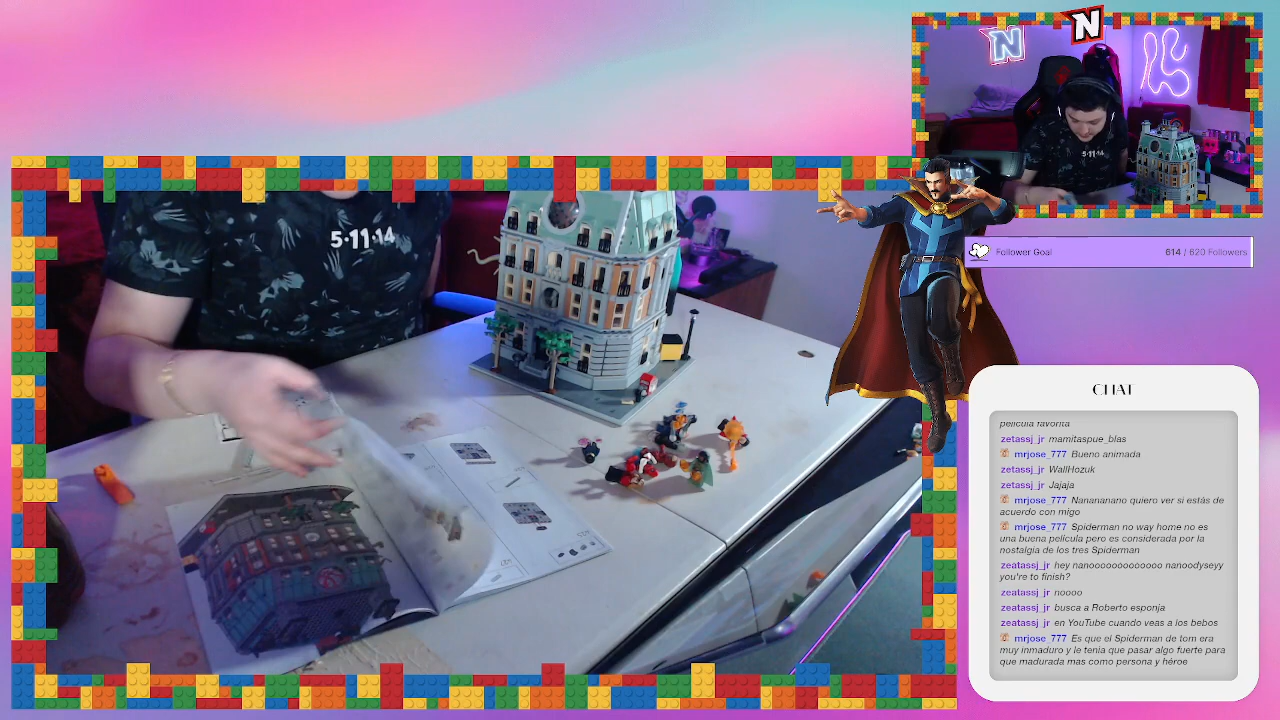 N
N
5·11·14
5·11·14
Follower Goal
614 / 620 Followers
CHAT
pelicula favorita
zetassj_jr mamitaspue_blas
mrjose_777 Bueno animada
zetassj_jr WallHozuk
zetassj_jr Jajaja
mrjose_777 Nanananano quiero ver si estás de
acuerdo con migo
mrjose_777 Spiderman no way home no es
una buena película pero es considerada por la
nostalgia de los tres Spiderman
zeatassj_jr hey nanooooooooooooo nanoodyseyy
you're to finish?
zeatassj_jr noooo
zeatassj_jr busca a Roberto esponja
zeatassj_jr en YouTube cuando veas a los bebos
mrjose_777 Es que el Spiderman de tom era
muy inmaduro y le tenia que pasar algo fuerte para
que madurada mas como persona y héroe